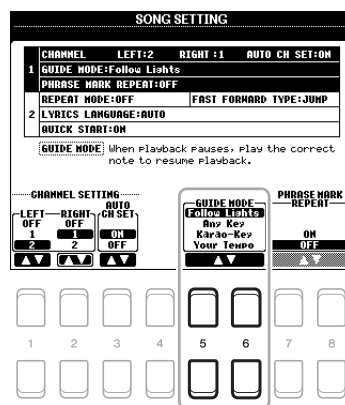 SONG SETTING
CHANNEL LEFT:2 RIGHT :1 AUTO CH SET:ON
1 GUIDE MODE:Follow Lights
PHRASE MARK REPEAT:OFF
REPEAT MODE:OFF FAST FORWARD TYPE:JUMP
2 LYRICS LANGUAGE:AUTO
QUICK START:ON
GUIDE MODE When playback pauses, play the correct
note to resume playback.
CHANNEL SETTING
LEFT RIGHT AUTO CH SET
OFF OFF
1 1 ON
2 2 OFF
GUIDE MODE
Follow Lights
Any Key
Karao-Key
Your Tempo
PHRASE MARK
REPEAT
ON
OFF
1 2 3 4 5 6 7 8